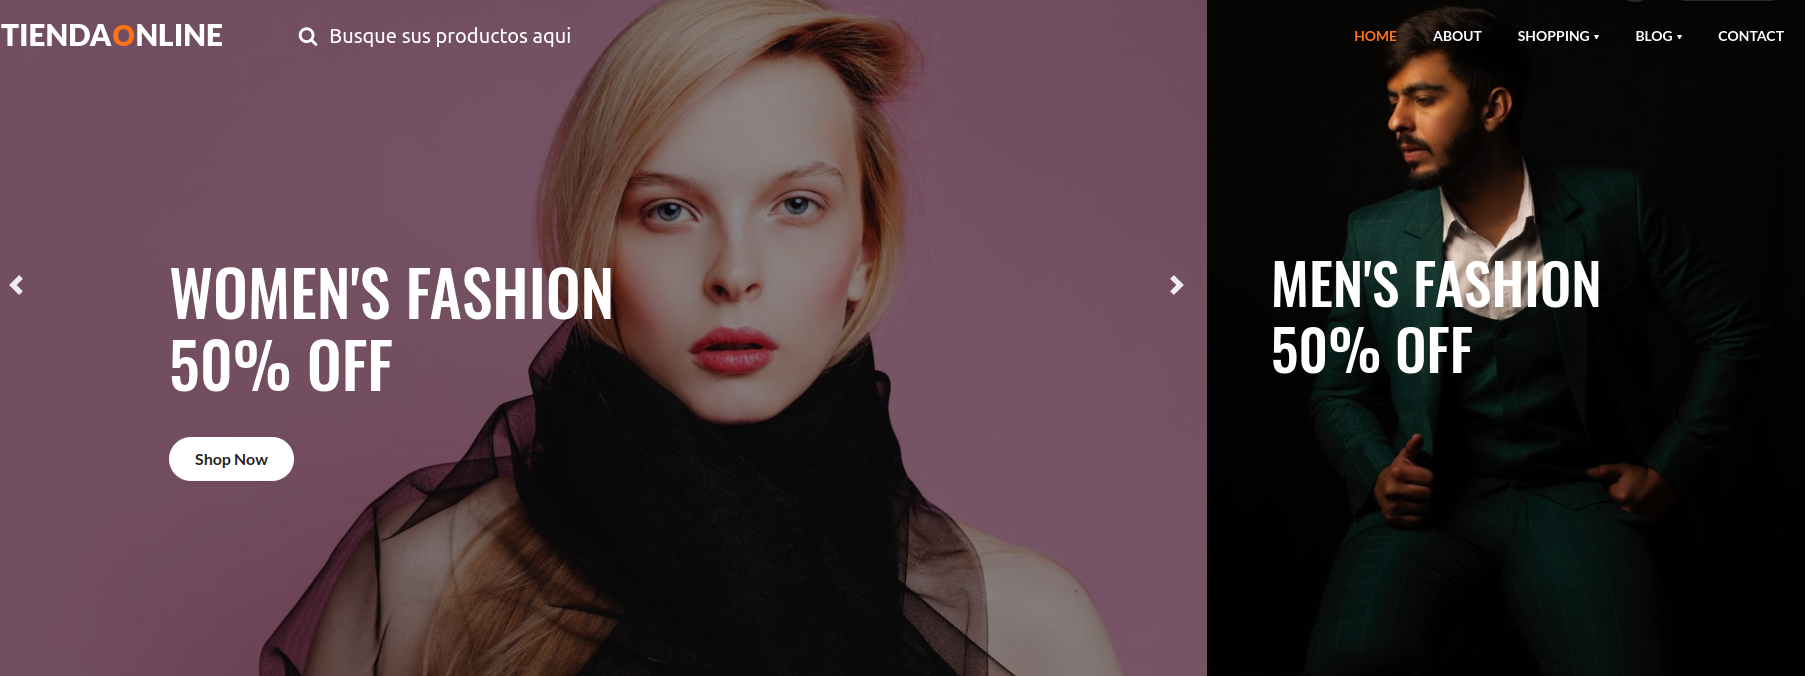 TIENDAONLINE
Busque sus productos aqui
HOME ABOUT SHOPPING ▾ BLOG ▾ CONTACT
WOMEN'S FASHION
50% OFF
Shop Now
MEN'S FASHION
50% OFF